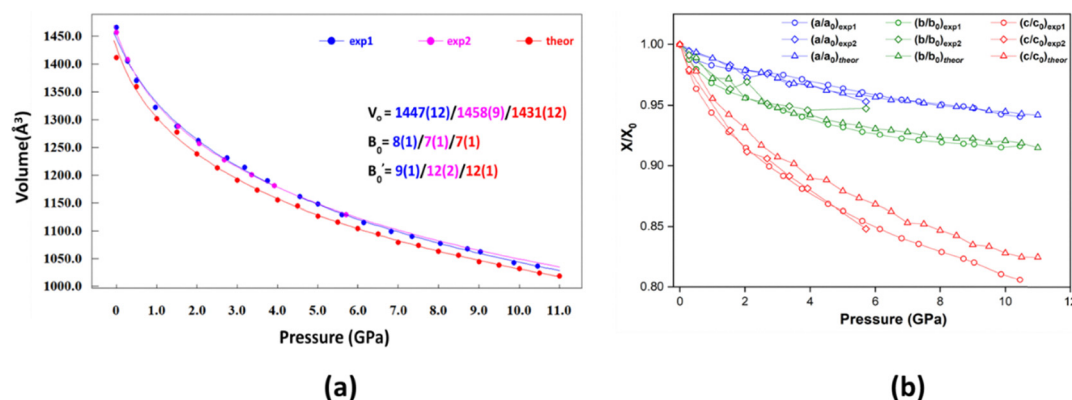 1450.0
1400.0
1350.0
1300.0
1250.0
1200.0
1150.0
1100.0
1050.0
1000.0
Volume(Å³)
exp1 exp2 theor
V₀ = 1447(12)/1458(9)/1431(12)
B₀= 8(1)/7(1)/7(1)
B₀′= 9(1)/12(2)/12(1)
0 1.0 2.0 3.0 4.0 5.0 6.0 7.0 8.0 9.0 10.0 11.0
Pressure (GPa)
(a)
(a/a₀)exp1 (b/b₀)exp1 (c/c₀)exp1
(a/a₀)exp2 (b/b₀)exp2 (c/c₀)exp2
(a/a₀)theor (b/b₀)theor (c/c₀)theor
1.00
0.95
0.90
0.85
0.80
X/X₀
0 2 4 6 8 10 12
Pressure (GPa)
(b)